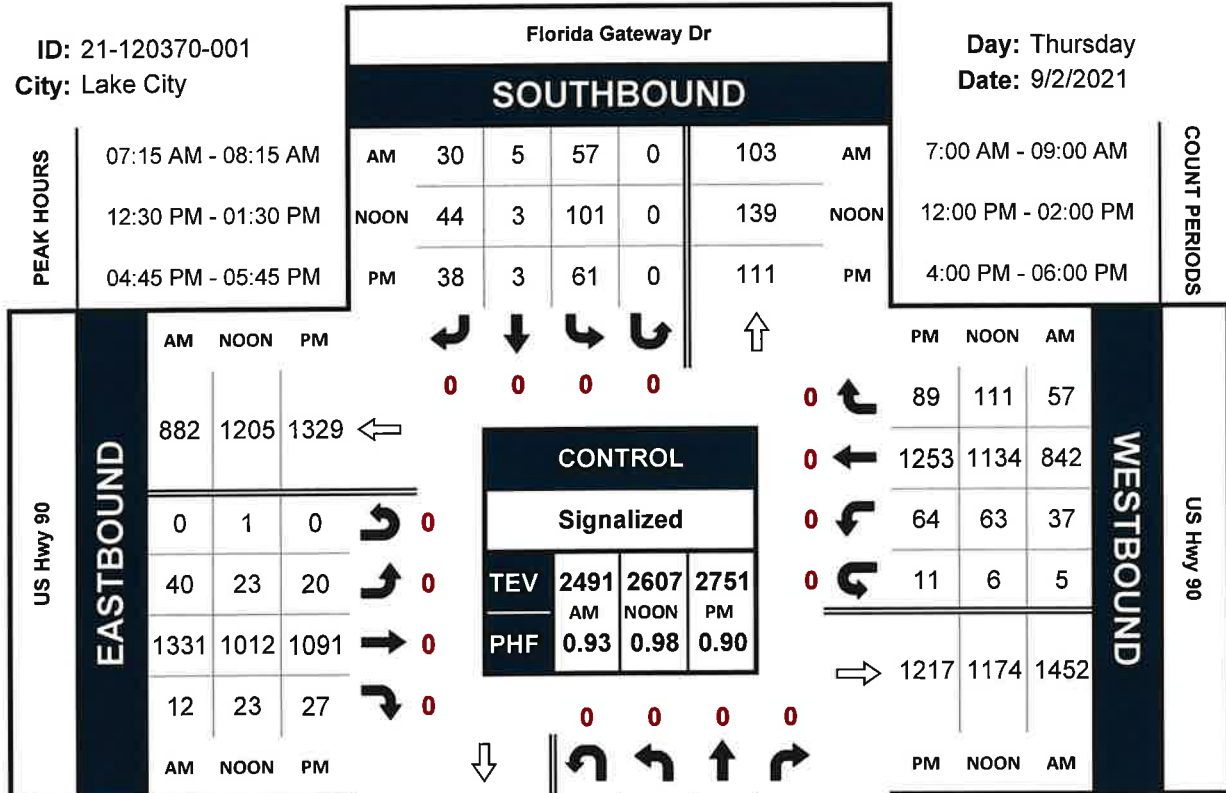 ID: 21-120370-001
City: Lake City
Florida Gateway Dr
SOUTHBOUND
Day: Thursday
Date: 9/2/2021
PEAK HOURS
07:15 AM - 08:15 AM
12:30 PM - 01:30 PM
04:45 PM - 05:45 PM
AM 30 5 57 0 103 AM
NOON 44 3 101 0 139 NOON
PM 38 3 61 0 111 PM
7:00 AM - 09:00 AM
12:00 PM - 02:00 PM
4:00 PM - 06:00 PM
COUNT PERIODS
0 0 0 0
US Hwy 90
EASTBOUND
AM NOON PM
882 1205 1329
0 1 0 0
40 23 20 0
1331 1012 1091 0
12 23 27 0
AM NOON PM
CONTROL
Signalized
TEV 2491 2607 2751
AM NOON PM
PHF 0.93 0.98 0.90
0 0 0 0
PM NOON AM
0 89 111 57
0 1253 1134 842
0 64 63 37
0 11 6 5
1217 1174 1452
PM NOON AM
WESTBOUND
US Hwy 90